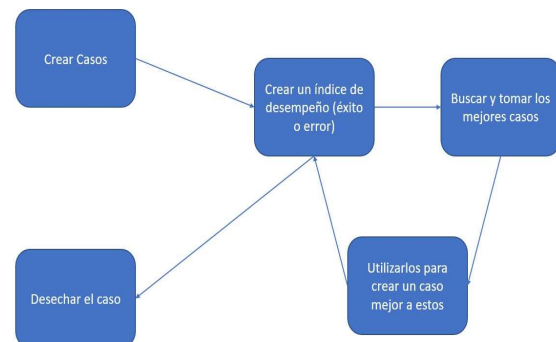 Crear Casos
Crear un índice de
desempeño (éxito
o error)
Buscar y tomar los
mejores casos
Utilizarlos para
crear un caso
mejor a estos
Desechar el caso